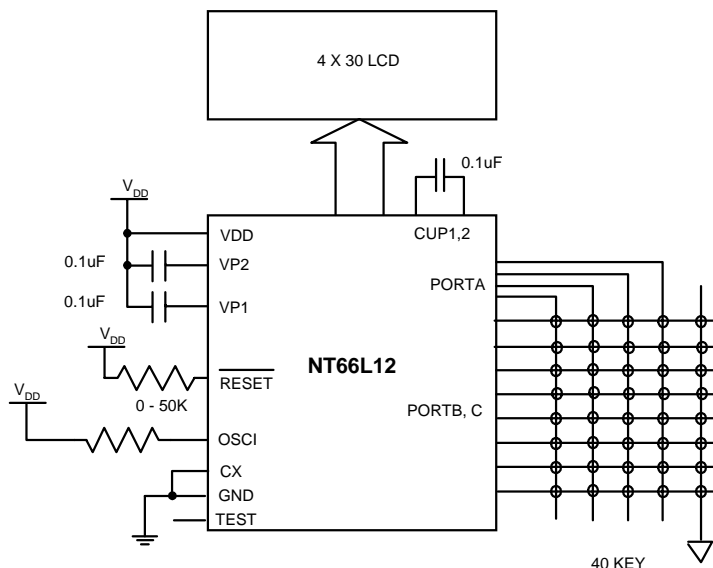 4 X 30 LCD
0.1uF
VDD
VDD
CUP1,2
0.1uF
VP2
PORTA
0.1uF
VP1
VDD
NT66L12
RESET
0 - 50K
VDD
PORTB, C
OSCI
CX
GND
TEST
40 KEY